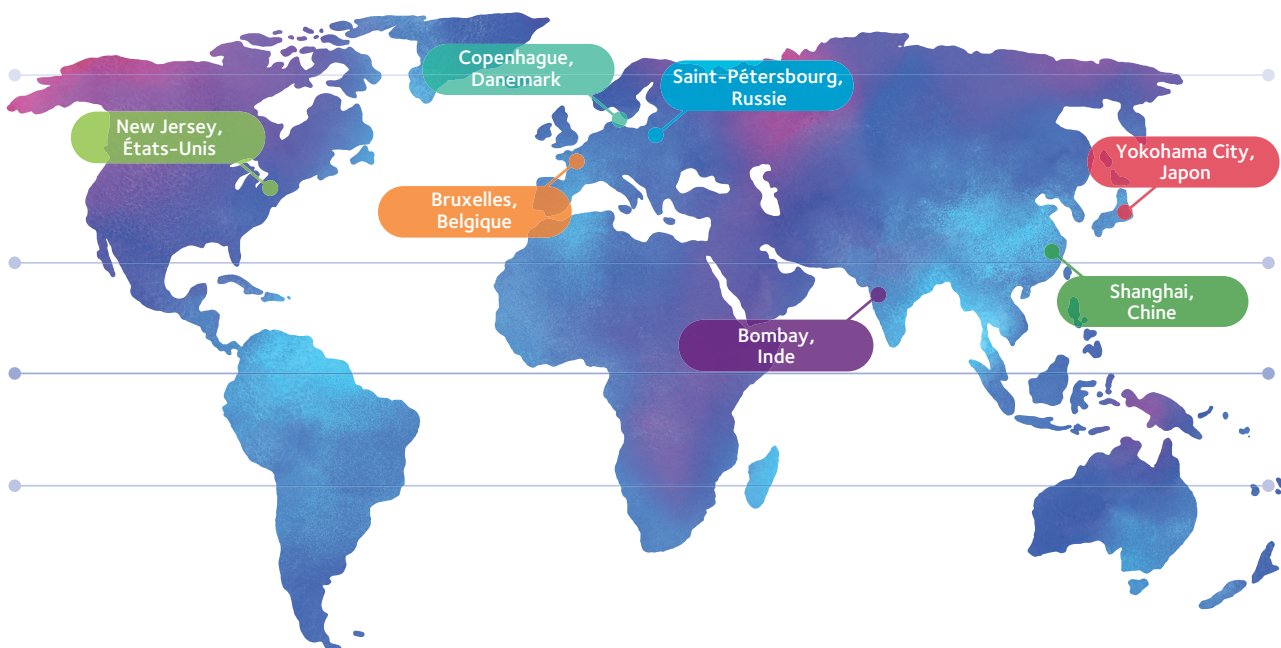 Copenhague,
Danemark
Saint-Pétersbourg,
Russie
New Jersey,
États-Unis
Yokohama City,
Japon
Bruxelles,
Belgique
Shanghai,
Chine
Bombay,
Inde